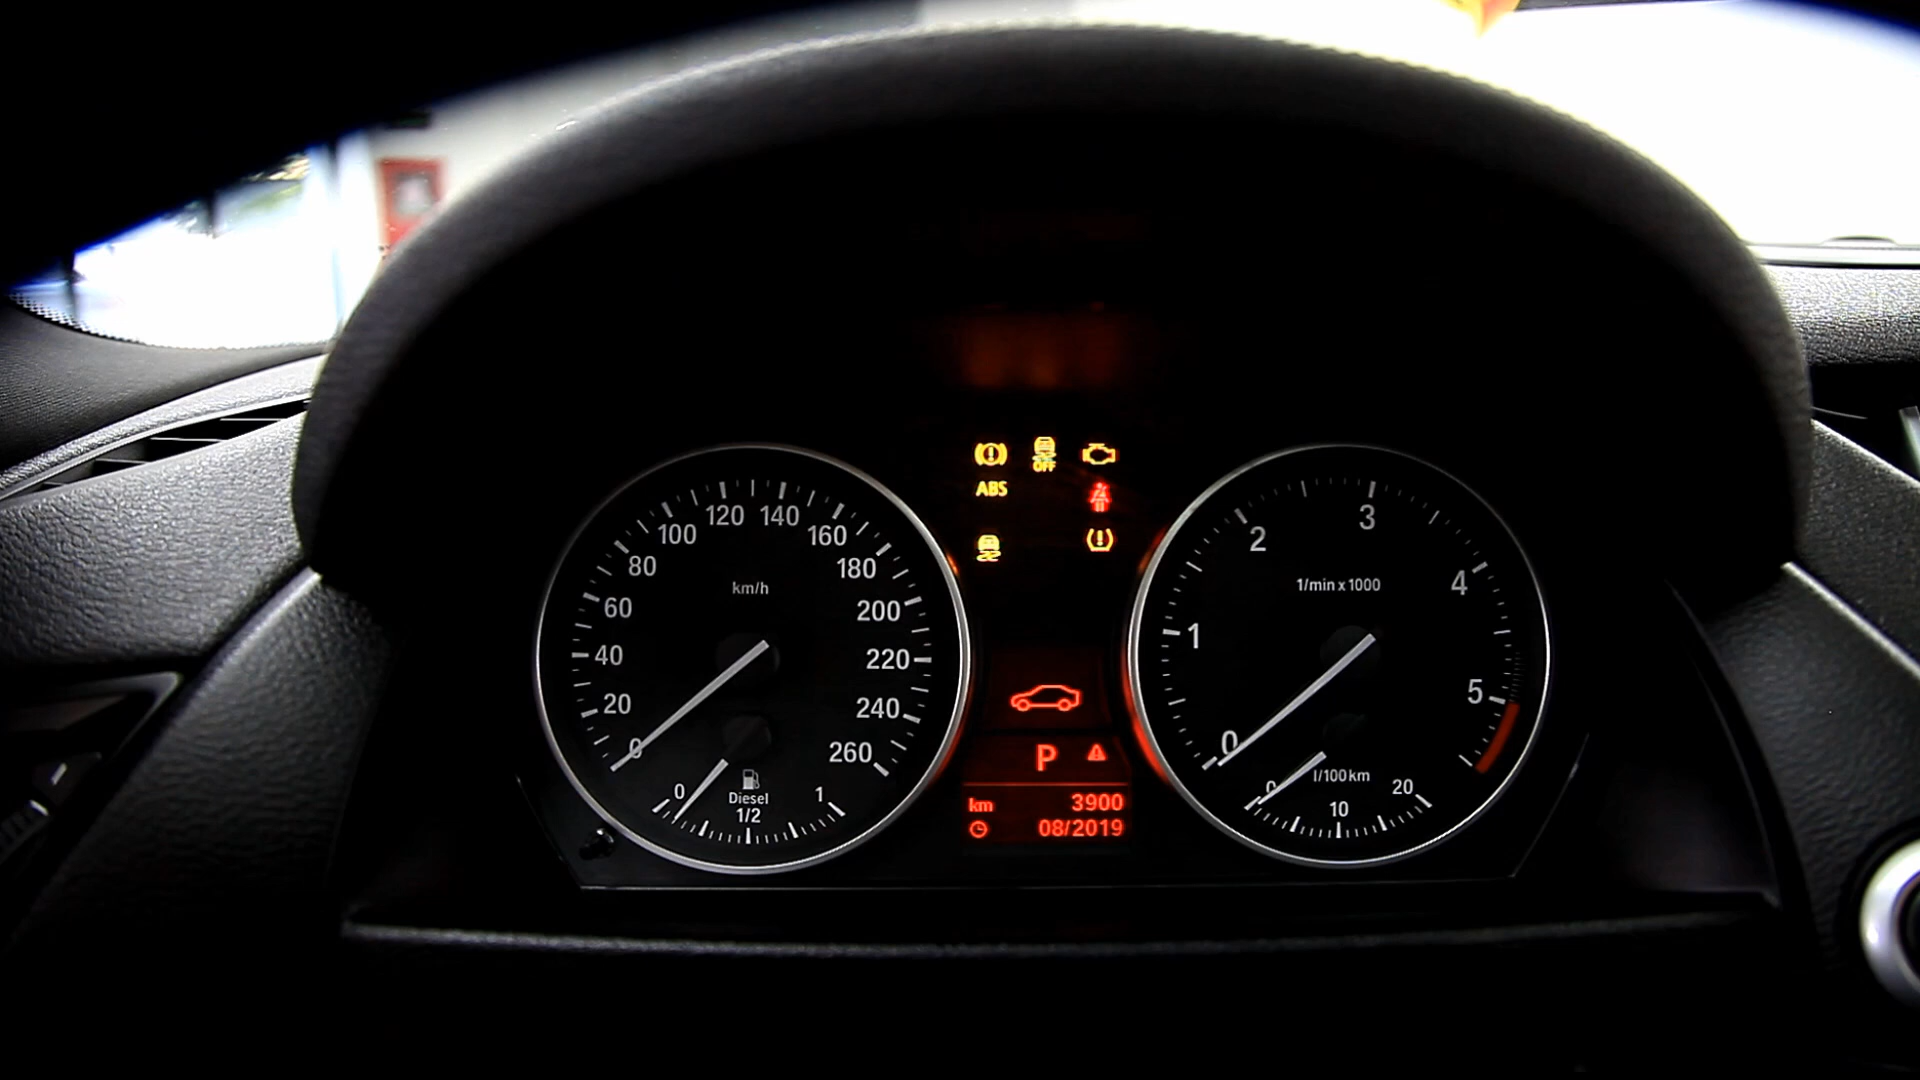 OFF
ABS
120 140
100 160
80 180
60 200
40 220
20 240
0 260
km/h
0 1
Diesel
1/2
3
2 4
1 5
0
1/min x 1000
l/100km
0 20
10
P
km 3900
08/2019